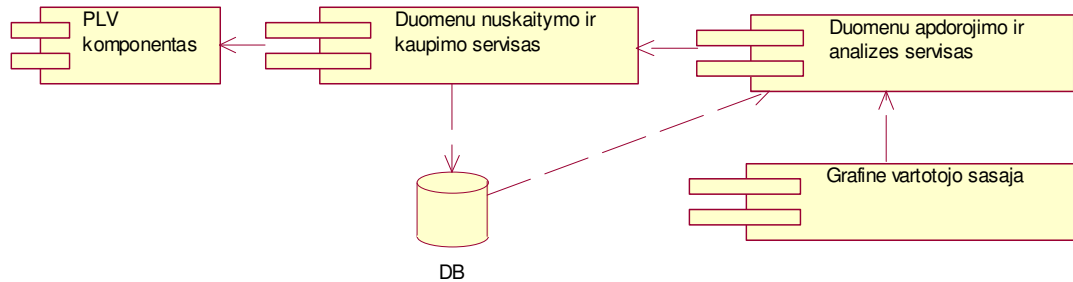 PLV
komponentas
Duomenu nuskaitymo ir
kaupimo servisas
Duomenu apdorojimo ir
analizes servisas
Grafine vartotojo sasaja
DB